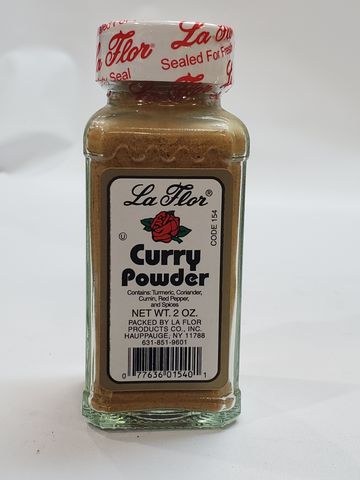 La Flor
La Flor
Sealed For Fresh
Seal
La Flor®
CODE 154
Ⓤ
Curry
Powder
Contains: Turmeric, Coriander,
Cumin, Red Pepper,
and Spices
NET WT. 2 OZ.
PACKED BY LA FLOR
PRODUCTS CO., INC.
HAUPPAUGE, NY 11788
631-851-9601
0 77636 01540 1